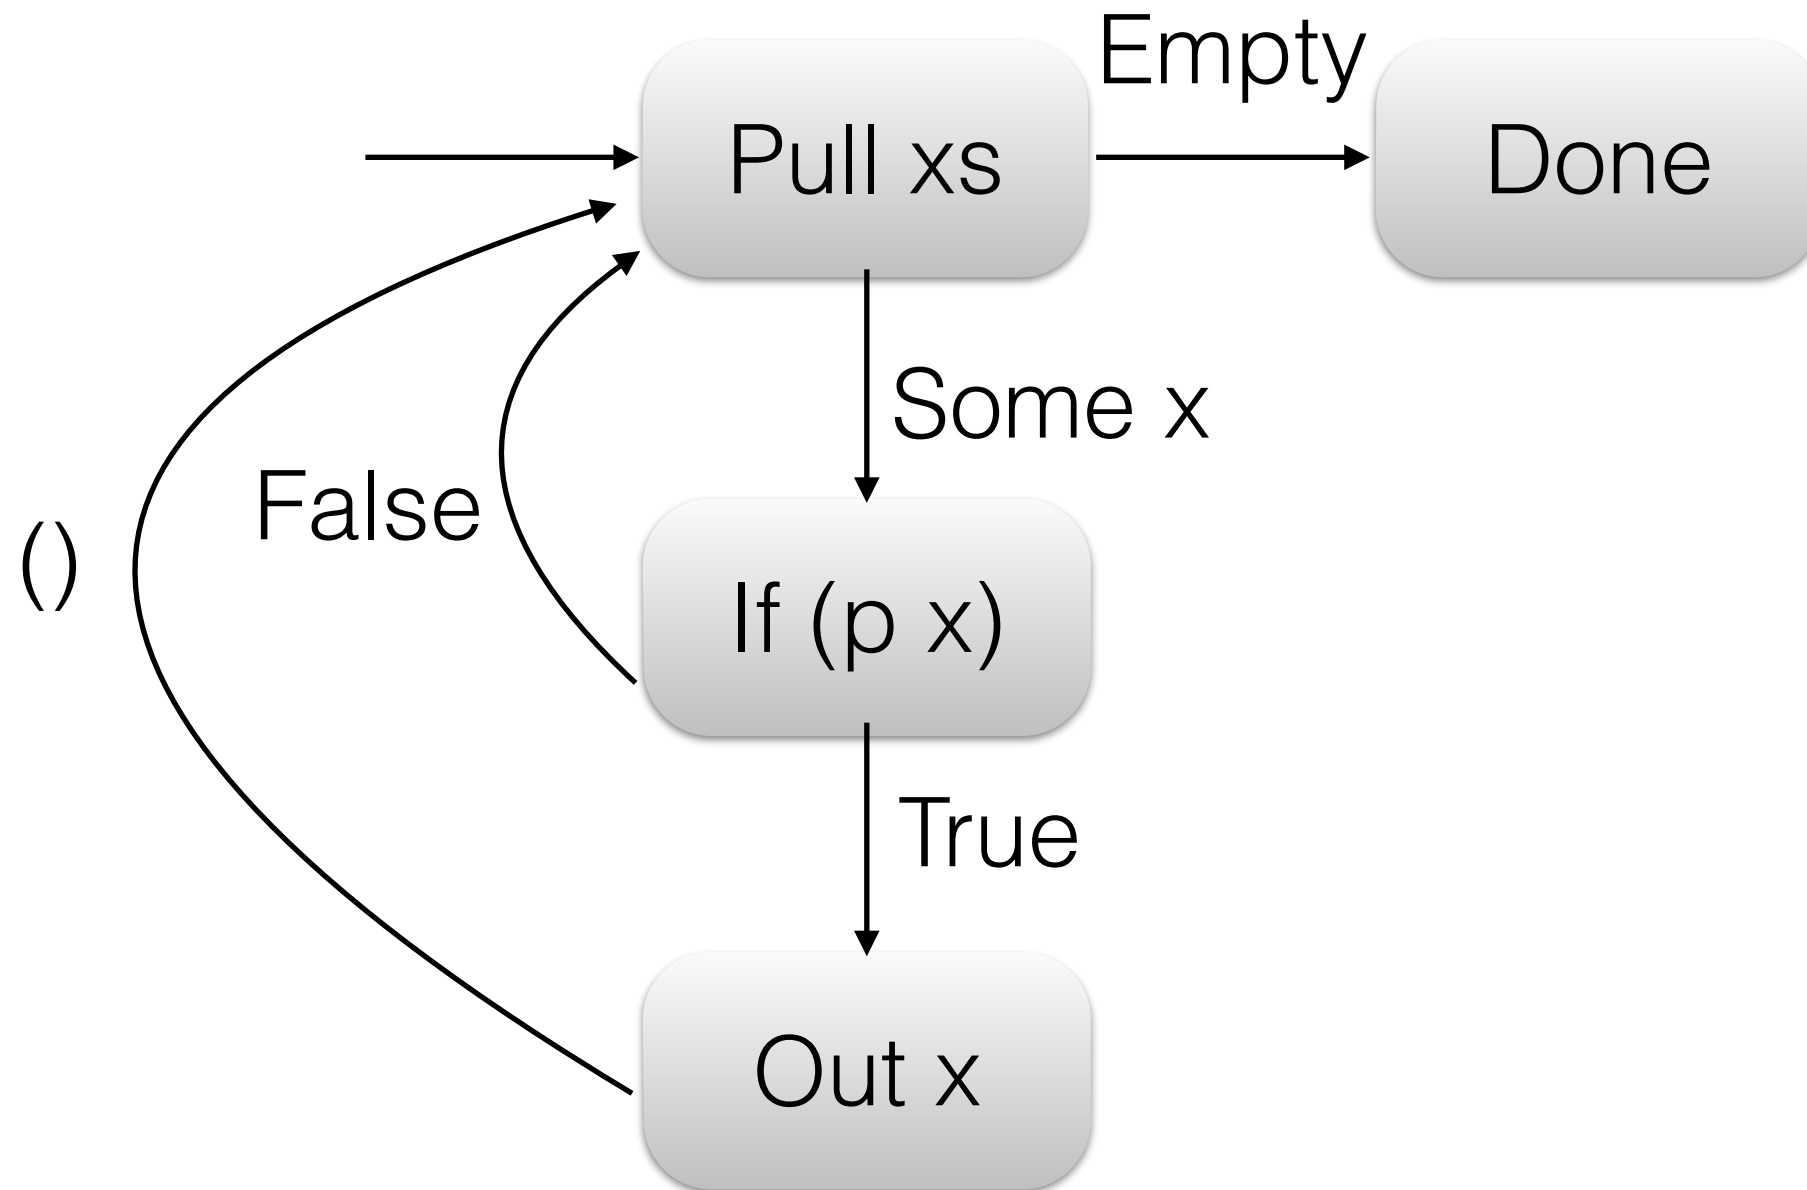 Empty
Pull xs
Done
Some x
False
()
If (p x)
True
Out x